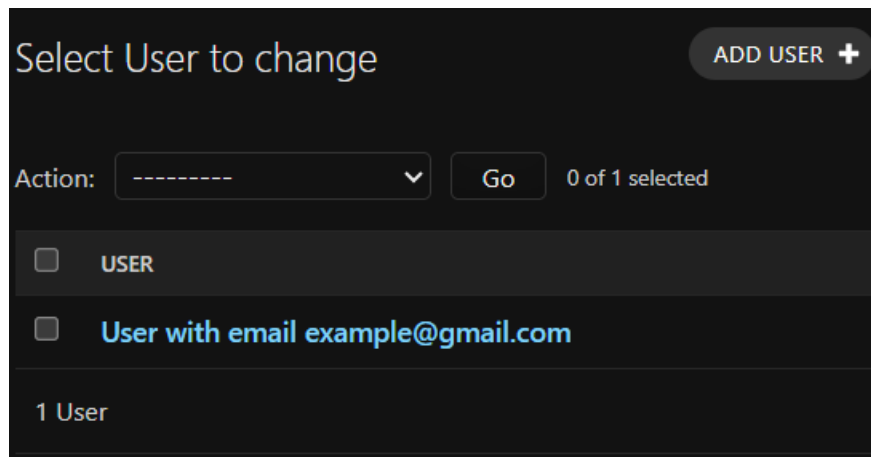 Select User to change
ADD USER +
Action: --------- Go 0 of 1 selected
USER
User with email example@gmail.com
1 User